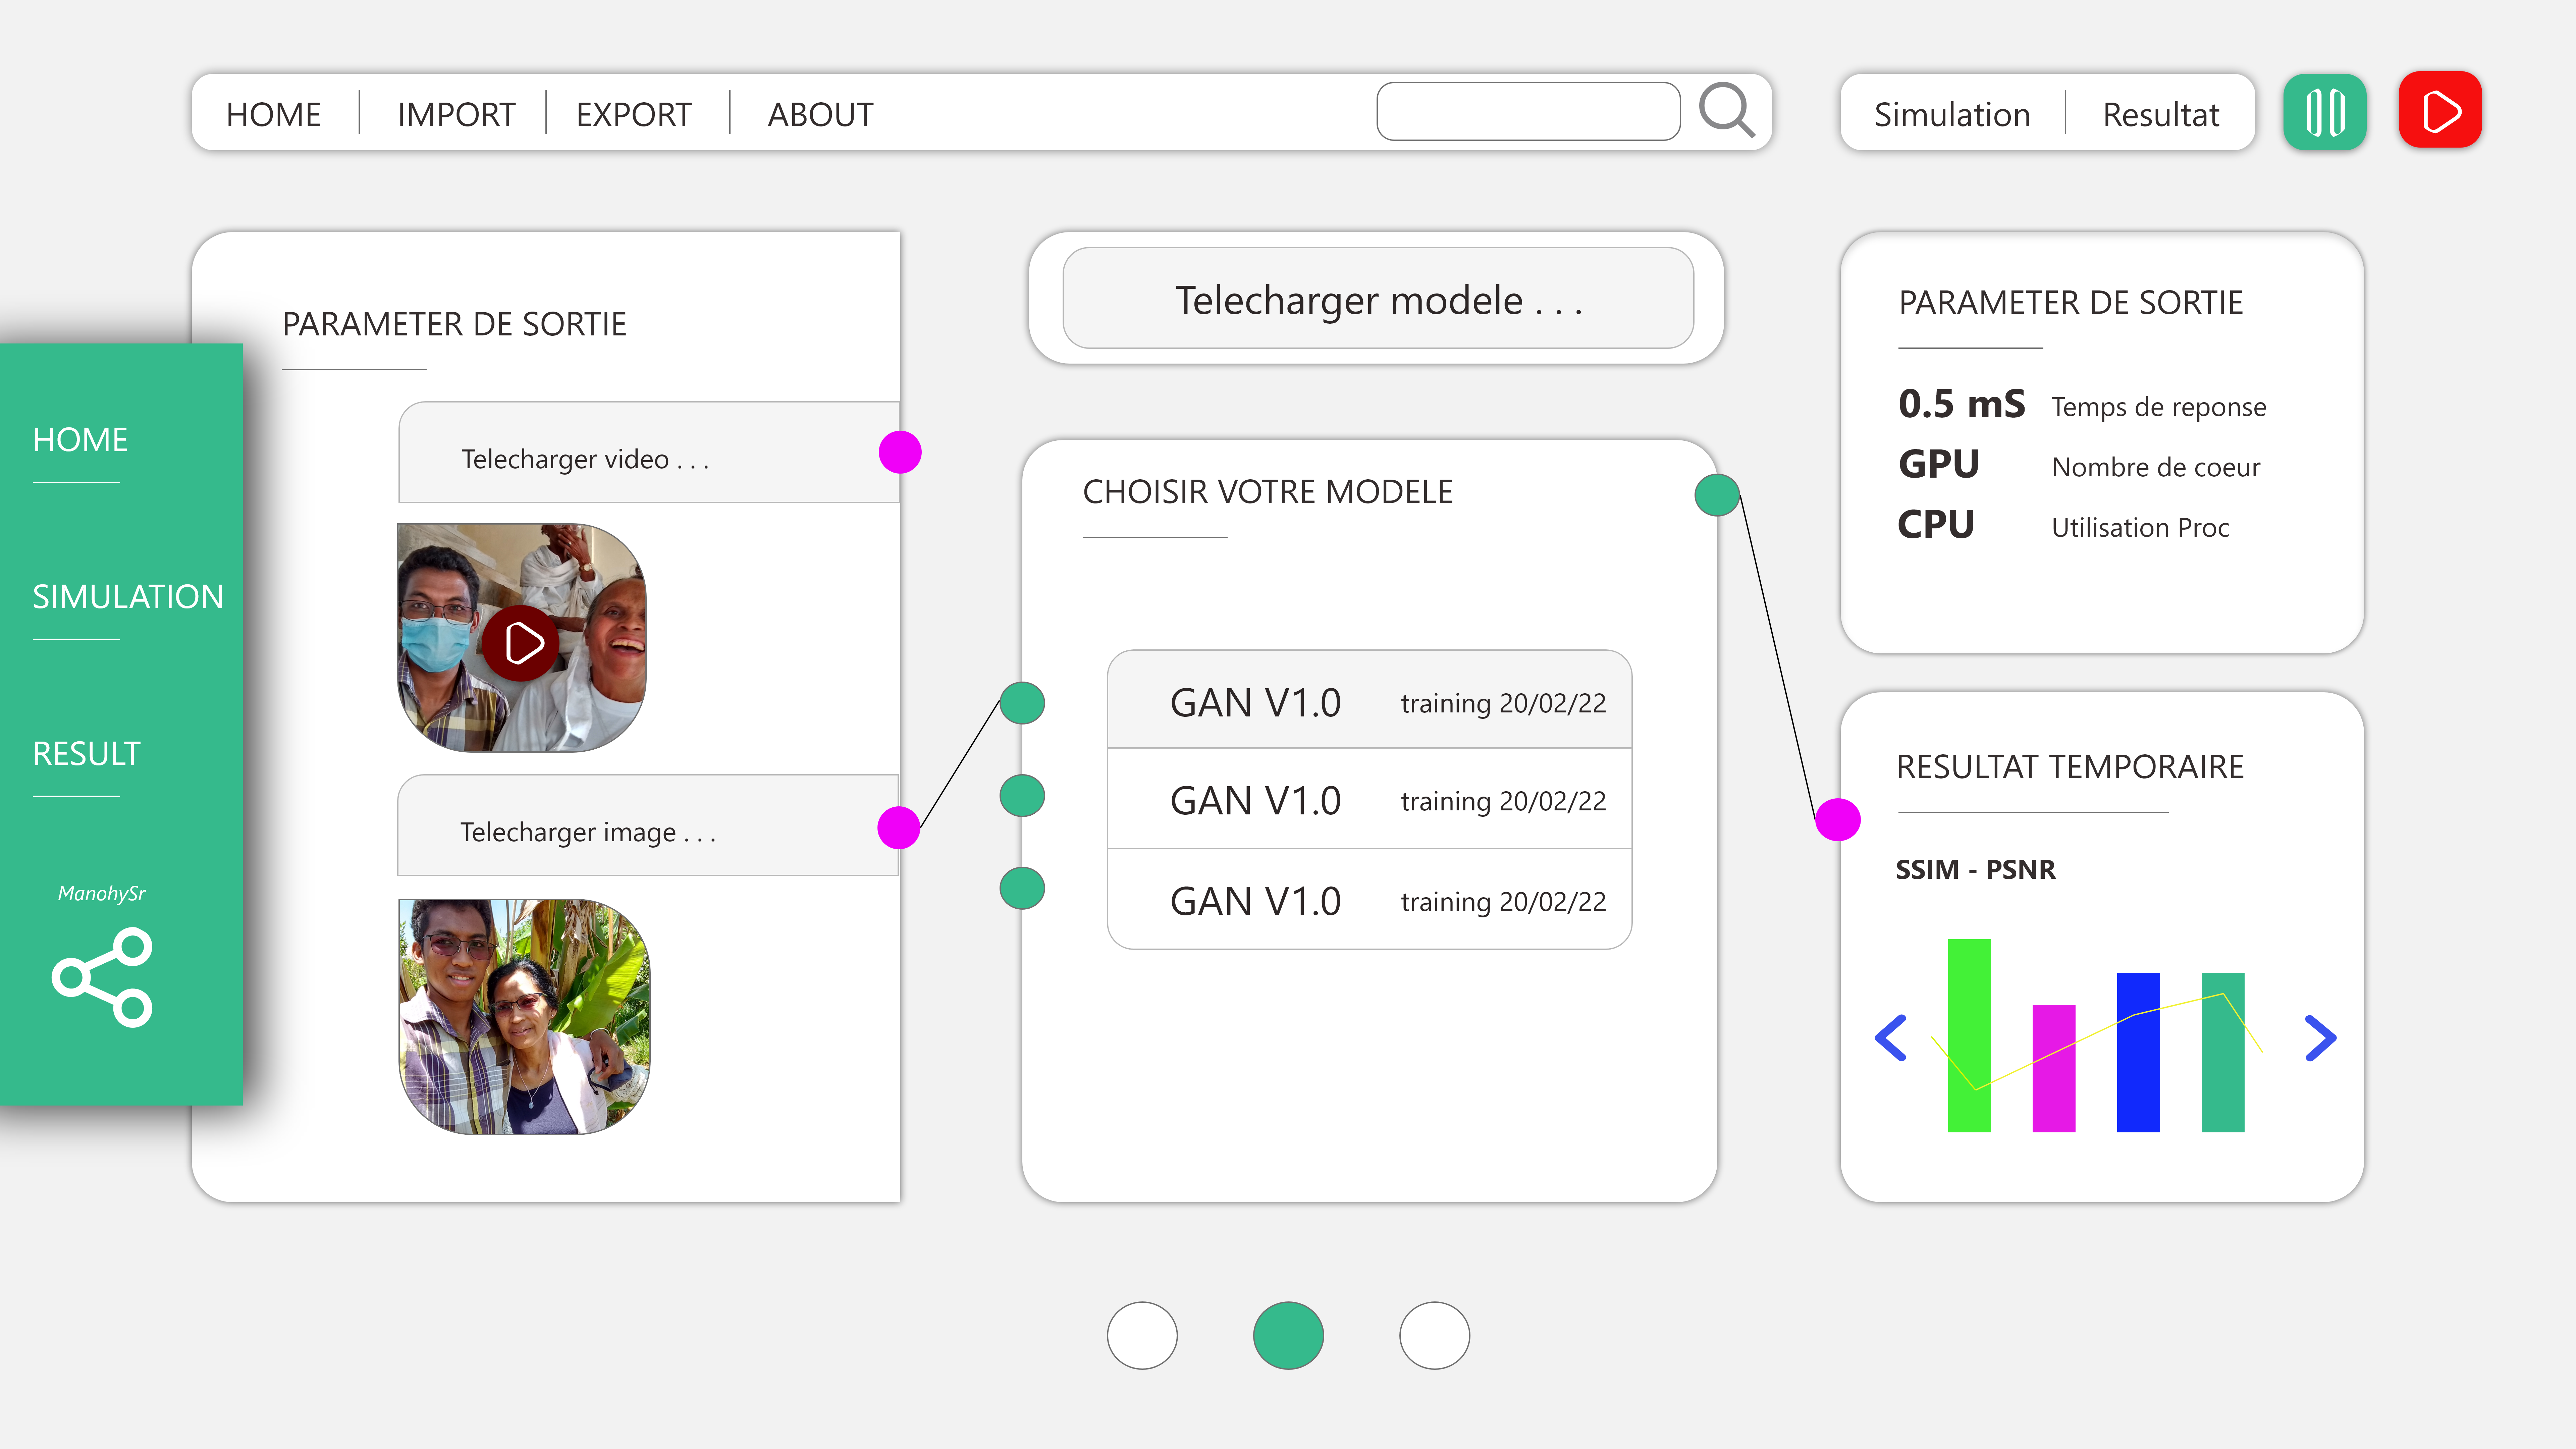 HOME
IMPORT
EXPORT
ABOUT
Simulation
Resultat
HOME
SIMULATION
RESULT
ManohySr
PARAMETER DE SORTIE
Telecharger video . . .
Telecharger image . . .
Telecharger modele . . .
CHOISIR VOTRE MODELE
GAN V1.0 training 20/02/22
GAN V1.0 training 20/02/22
GAN V1.0 training 20/02/22
PARAMETER DE SORTIE
0.5 mS Temps de reponse
GPU Nombre de coeur
CPU Utilisation Proc
RESULTAT TEMPORAIRE
SSIM - PSNR